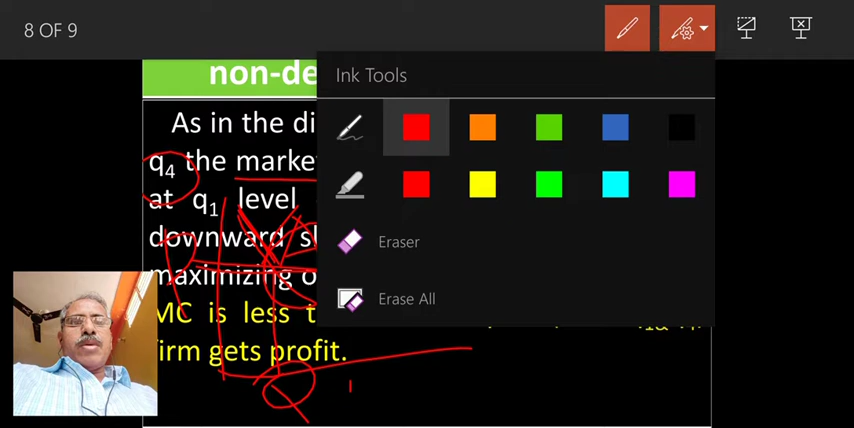 8 OF 9
Ink Tools
Eraser
Erase All
non-de
As in the di
q4 the market
at q1 level
downward sl
maximizing o
MC is less t
firm gets profit.